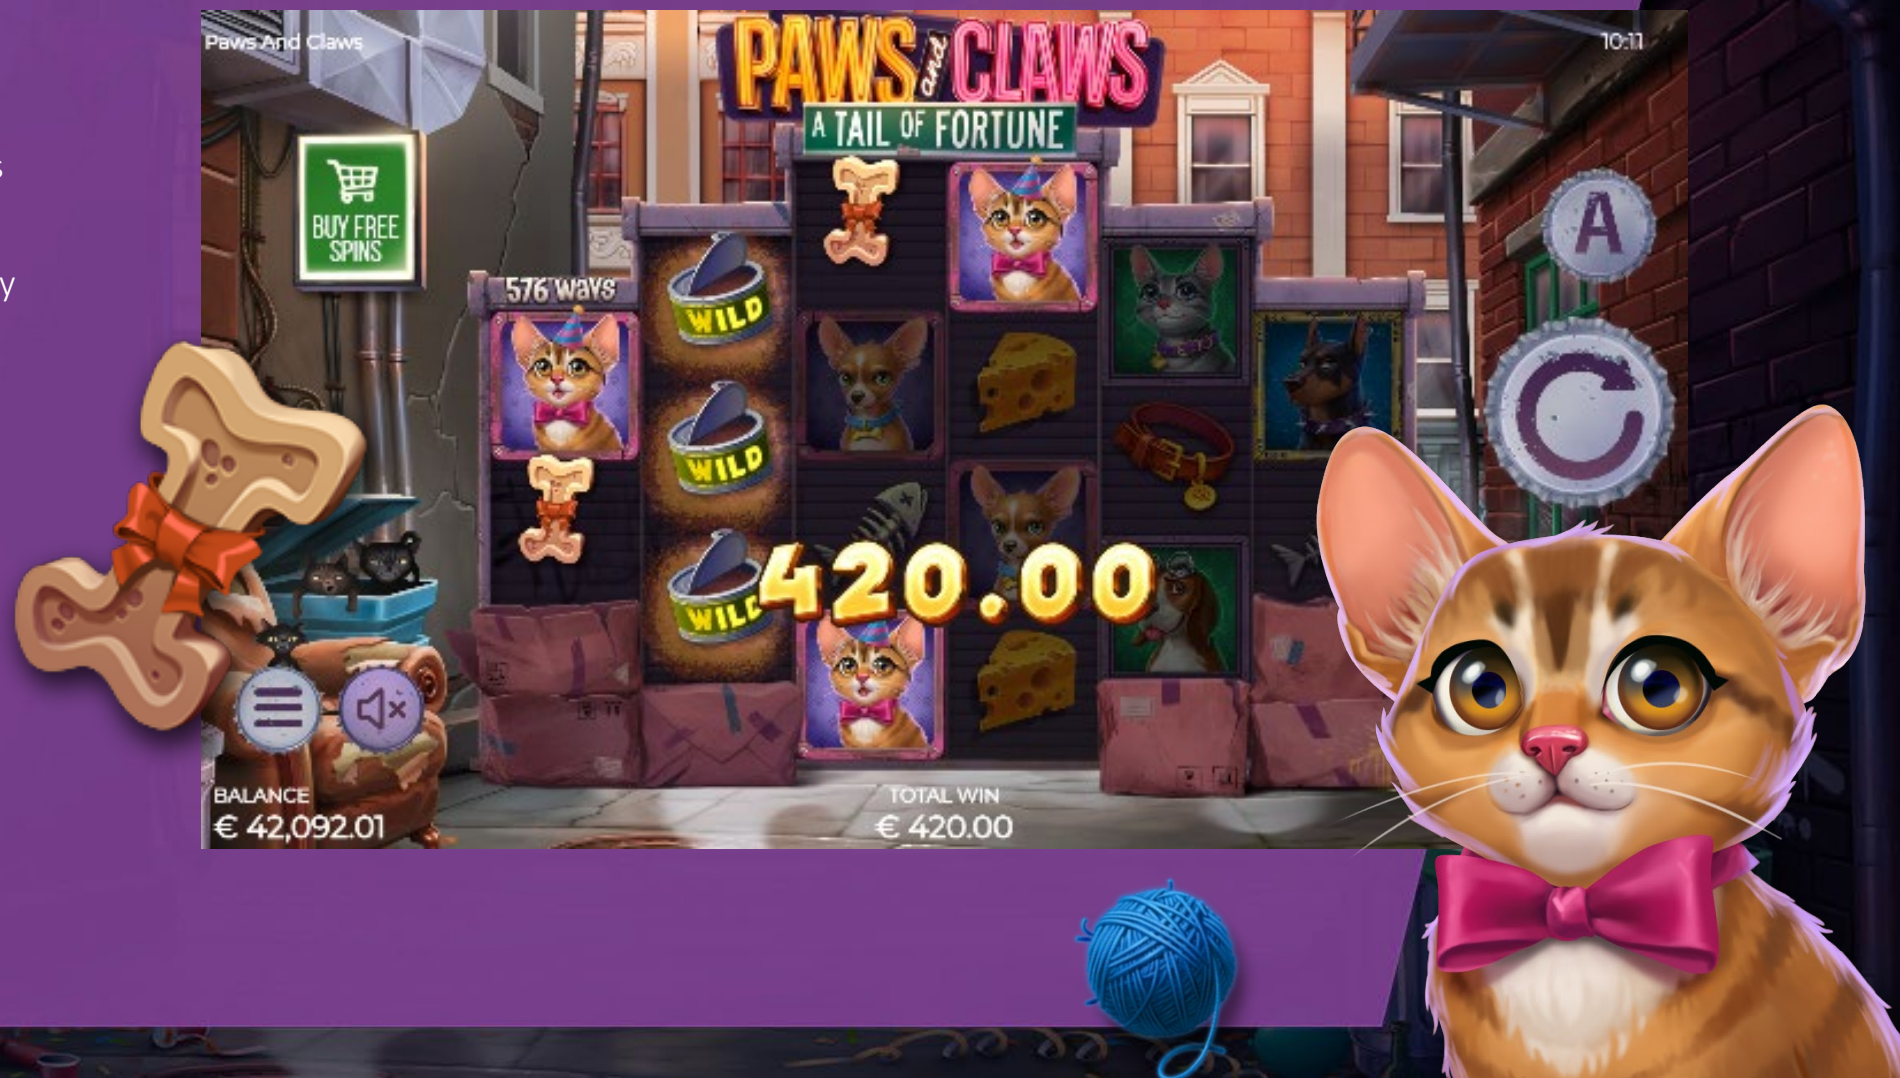 Paws And Claws
PAWS and CLAWS
10:11
A TAIL OF FORTUNE
s
BUY FREE
SPINS
A
y
576 ways
WILD
WILD
WILD
420.00
BALANCE
€ 42,092.01
TOTAL WIN
€ 420.00